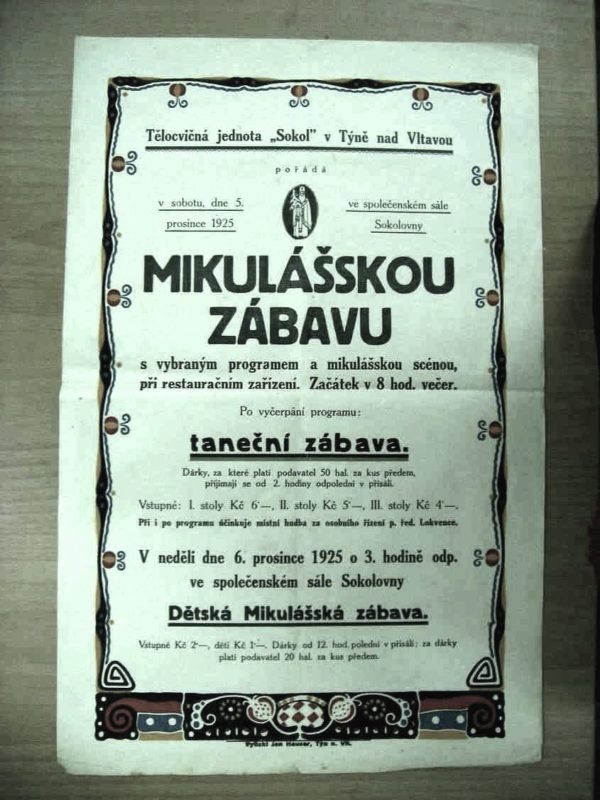 Tělocvičná jednota „Sokol" v Týně nad Vltavou
pořádá
v sobotu, dne 5.
prosince 1925
ve společenském sále
Sokolovny
MIKULÁŠSKOU
ZÁBAVU
s vybraným programem a mikulášskou scénou,
při restauračním zařízení. Začátek v 8 hod. večer.
Po vyčerpání programu:
taneční zábava.
Dárky, za které platí podavatel 50 hal. za kus předem,
přijímají se od 2. hodiny odpolední v přísálí.
Vstupné: I. stoly Kč 6·—, II. stoly Kč 5·—, III. stoly Kč 4·—.
Při i po programu účinkuje místní hudba za osobního řízení p. řed. Lokvence.
V neděli dne 6. prosince 1925 o 3. hodině odp.
ve společenském sále Sokolovny
Dětská Mikulášská zábava.
Vstupné Kč 2·—, děti Kč 1·—. Dárky od 12. hod. polední v přísálí; za dárky
platí podavatel 20 hal. za kus předem.
Vytiskl Jan Hauser, Týn n. Vlt.